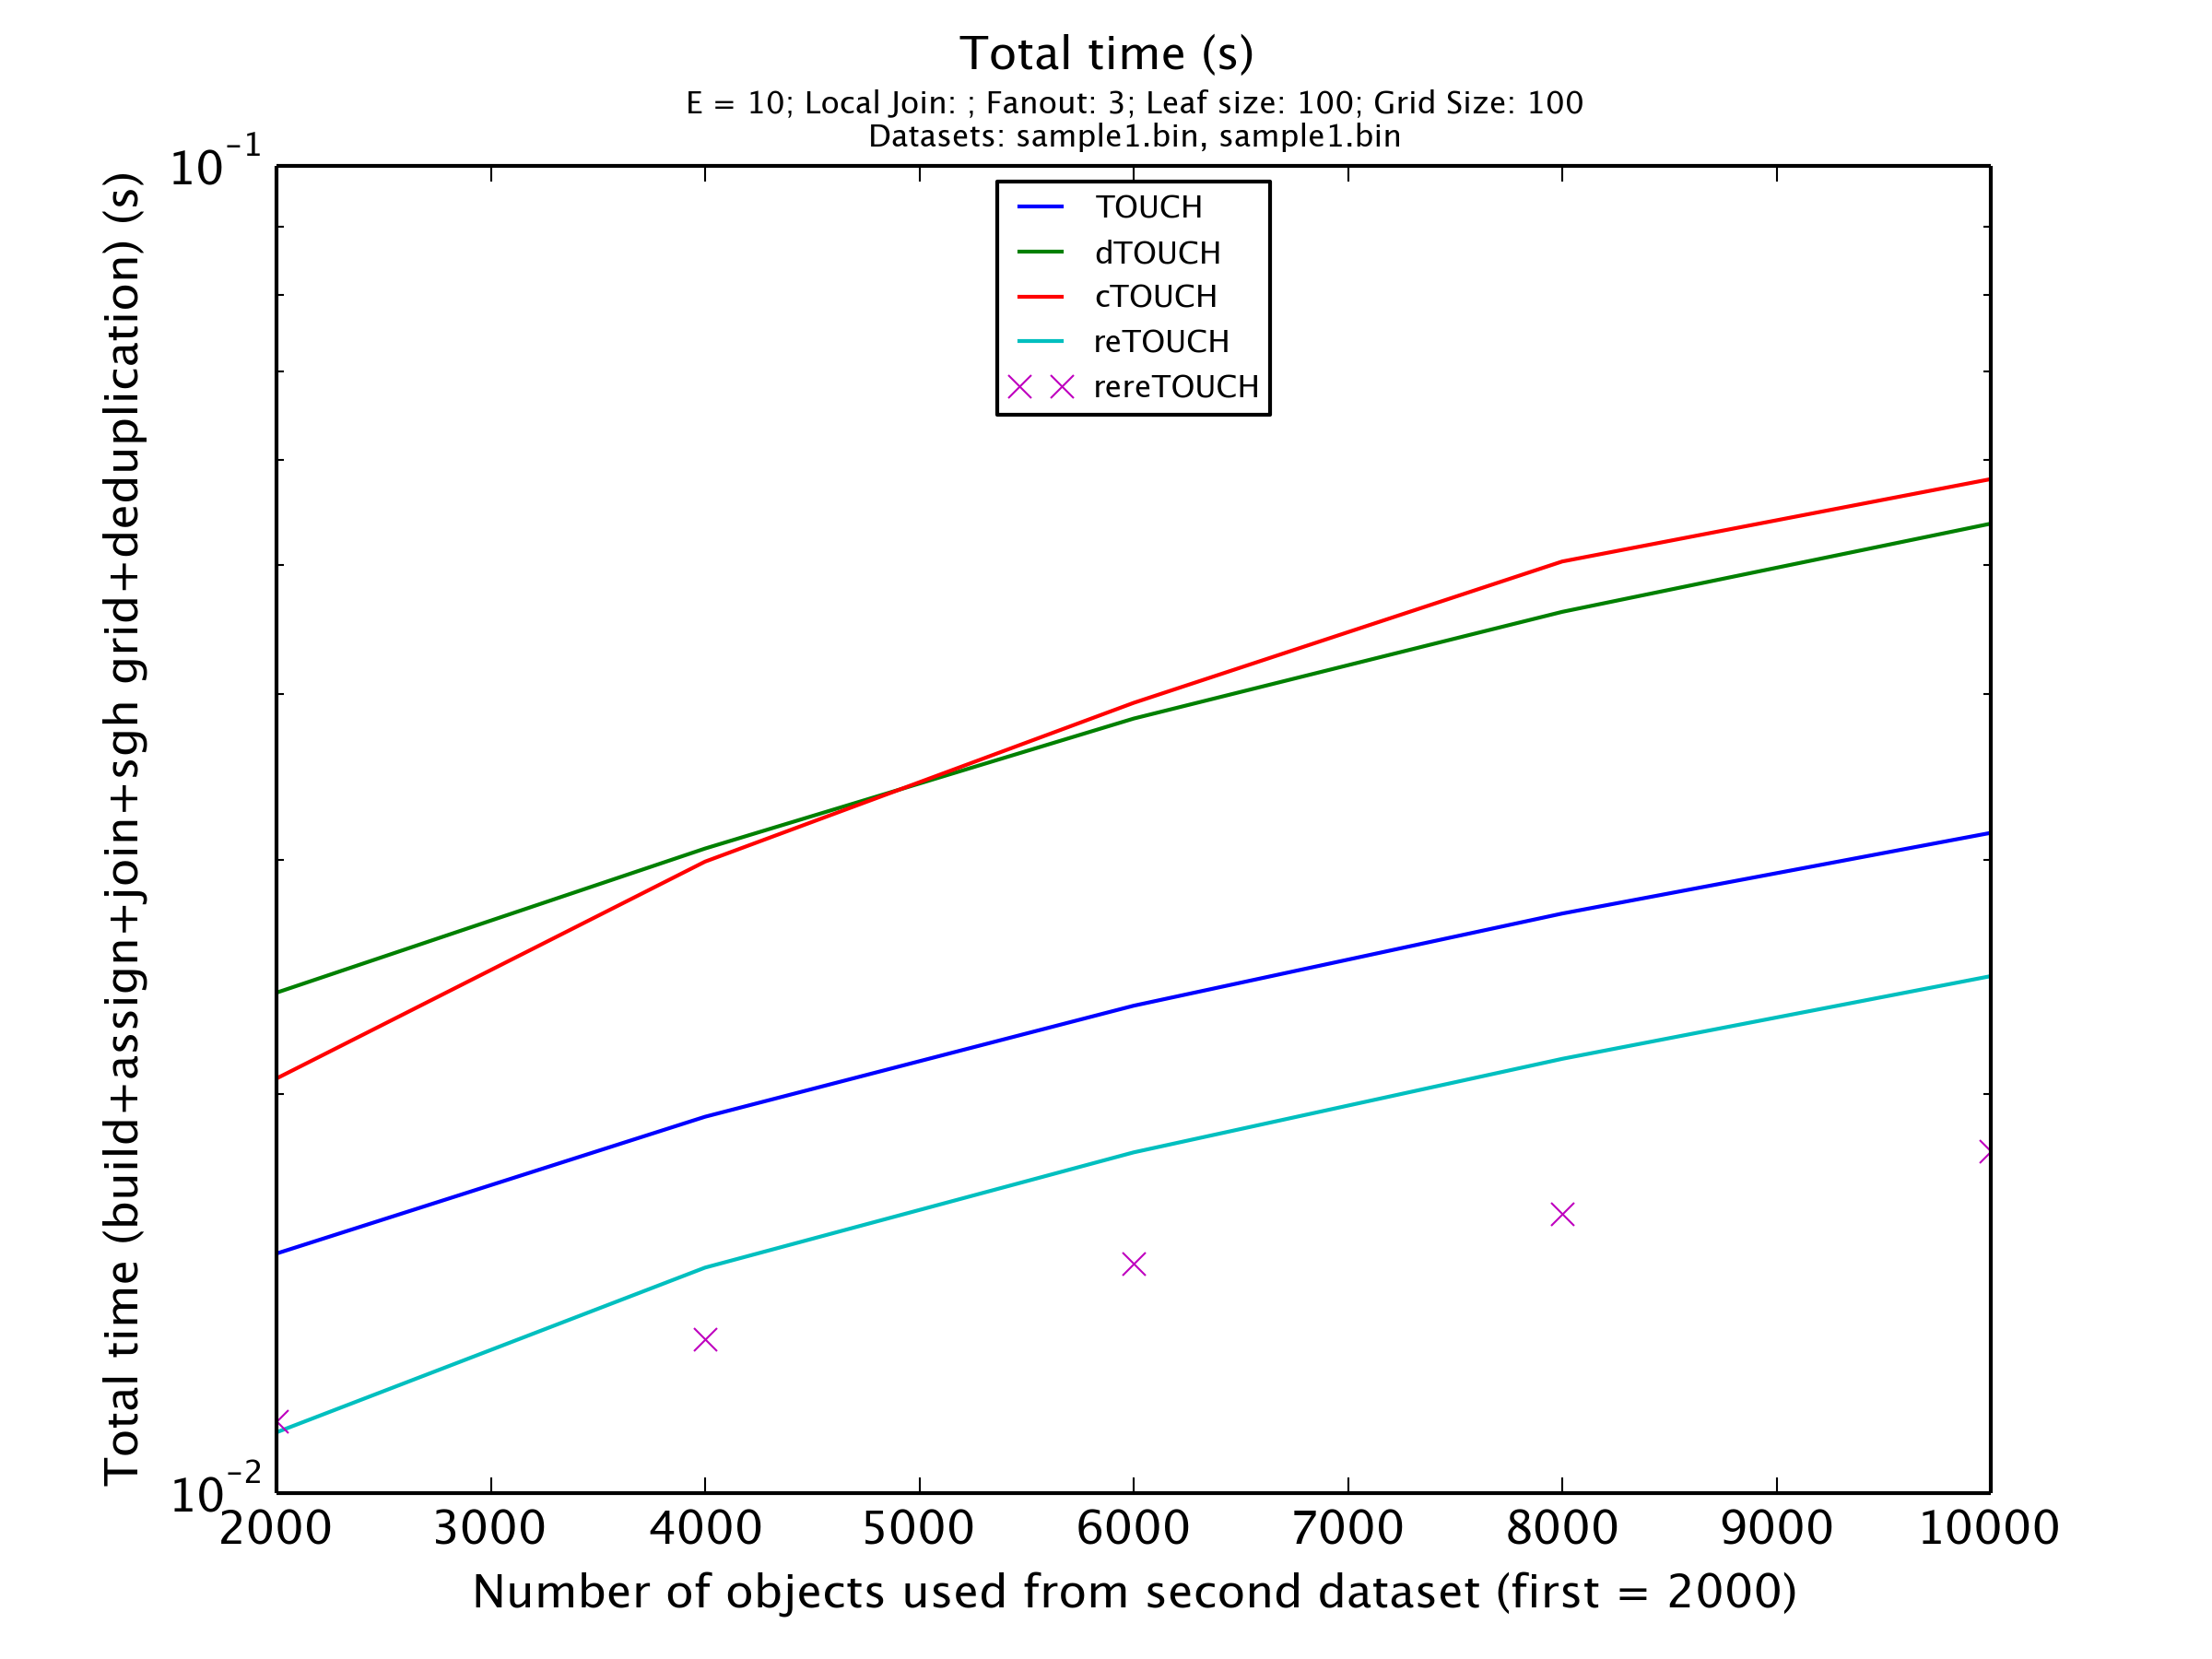 Total time (s)
E = 10; Local Join: ; Fanout: 3; Leaf size: 100; Grid Size: 100
Datasets: sample1.bin, sample1.bin
10^-1
TOUCH
dTOUCH
cTOUCH
reTOUCH
rereTOUCH
Total time (build+assign+join+sgh grid+deduplication) (s)
10^-2
2000 3000 4000 5000 6000 7000 8000 9000 10000
Number of objects used from second dataset (first = 2000)